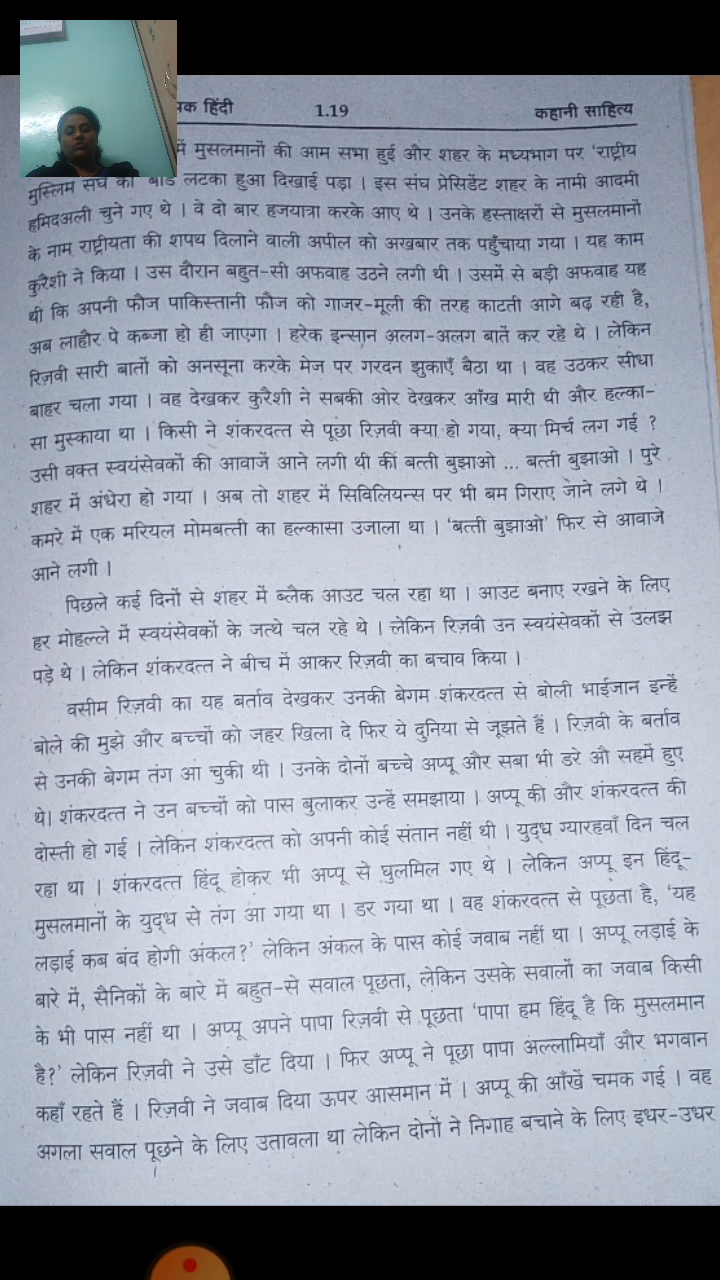 यक हिंदी 1.19 कहानी साहित्य
में मुसलमानों की आम सभा हुई और शहर के मध्यभाग पर ‘राष्ट्रीय
मुस्लिम संघ का बोर्ड लटका हुआ दिखाई पड़ा । इस संघ प्रेसिडेंट शहर के नामी आदमी
हमिदअली चुने गए थे । वे दो बार हजयात्रा करके आए थे । उनके हस्ताक्षरों से मुसलमानों
के नाम राष्ट्रीयता की शपथ दिलाने वाली अपील को अखबार तक पहुँचाया गया । यह काम
कुरैशी ने किया । उस दौरान बहुत-सी अफवाह उठने लगी थी । उसमें से बड़ी अफवाह यह
थी कि अपनी फौज पाकिस्तानी फौज को गाजर-मूली की तरह काटती आगे बढ़ रही है,
अब लाहौर पे कब्जा हो ही जाएगा । हरेक इन्सान अलग-अलग बातें कर रहे थे । लेकिन
रिज़वी सारी बातों को अनसूना करके मेज पर गरदन झुकाएँ बैठा था । वह उठकर सीधा
बाहर चला गया । वह देखकर कुरैशी ने सबकी ओर देखकर आँख मारी थी और हल्का-
सा मुस्काया था । किसी ने शंकरदत्त से पूछा रिज़वी क्या हो गया, क्या मिर्च लग गई ?
उसी वक्त स्वयंसेवकों की आवाजें आने लगी थी कीं बत्ती बुझाओ ... बत्ती बुझाओ । पुरे
शहर में अंधेरा हो गया । अब तो शहर में सिविलियन्स पर भी बम गिराए जाने लगे थे ।
कमरे में एक मरियल मोमबत्ती का हल्कासा उजाला था । ‘बत्ती बुझाओ’ फिर से आवाजे
आने लगी ।
पिछले कई दिनों से शहर में ब्लैक आउट चल रहा था । आउट बनाए रखने के लिए
हर मोहल्ले में स्वयंसेवकों के जत्थे चल रहे थे । लेकिन रिज़वी उन स्वयंसेवकों से उलझ
पड़े थे । लेकिन शंकरदत्त ने बीच में आकर रिज़वी का बचाव किया ।
वसीम रिज़वी का यह बर्ताव देखकर उनकी बेगम शंकरदत्त से बोली भाईजान इन्हें
बोले की मुझे और बच्चों को जहर खिला दे फिर ये दुनिया से जूझते हैं । रिज़वी के बर्ताव
से उनकी बेगम तंग आ चुकी थी । उनके दोनों बच्चे अप्पू और सबा भी डरे औ सहमें हुए
थे। शंकरदत्त ने उन बच्चों को पास बुलाकर उन्हें समझाया । अप्पू की और शंकरदत्त की
दोस्ती हो गई । लेकिन शंकरदत्त को अपनी कोई संतान नहीं थी । युद्ध ग्यारहवाँ दिन चल
रहा था । शंकरदत्त हिंदू होकर भी अप्पू से घुलमिल गए थे । लेकिन अप्पू इन हिंदू-
मुसलमानों के युद्ध से तंग आ गया था । डर गया था । वह शंकरदत्त से पूछता है, ‘यह
लड़ाई कब बंद होगी अंकल?’ लेकिन अंकल के पास कोई जवाब नहीं था । अप्पू लड़ाई के
बारे में, सैनिकों के बारे में बहुत-से सवाल पूछता, लेकिन उसके सवालों का जवाब किसी
के भी पास नहीं था । अप्पू अपने पापा रिज़वी से पूछता ‘पापा हम हिंदू है कि मुसलमान
है?’ लेकिन रिज़वी ने उसे डाँट दिया । फिर अप्पू ने पूछा पापा अल्लामियाँ और भगवान
कहाँ रहते हैं । रिज़वी ने जवाब दिया ऊपर आसमान में । अप्पू की आँखें चमक गई । वह
अगला सवाल पूछने के लिए उतावला था लेकिन दोनों ने निगाह बचाने के लिए इधर-उधर